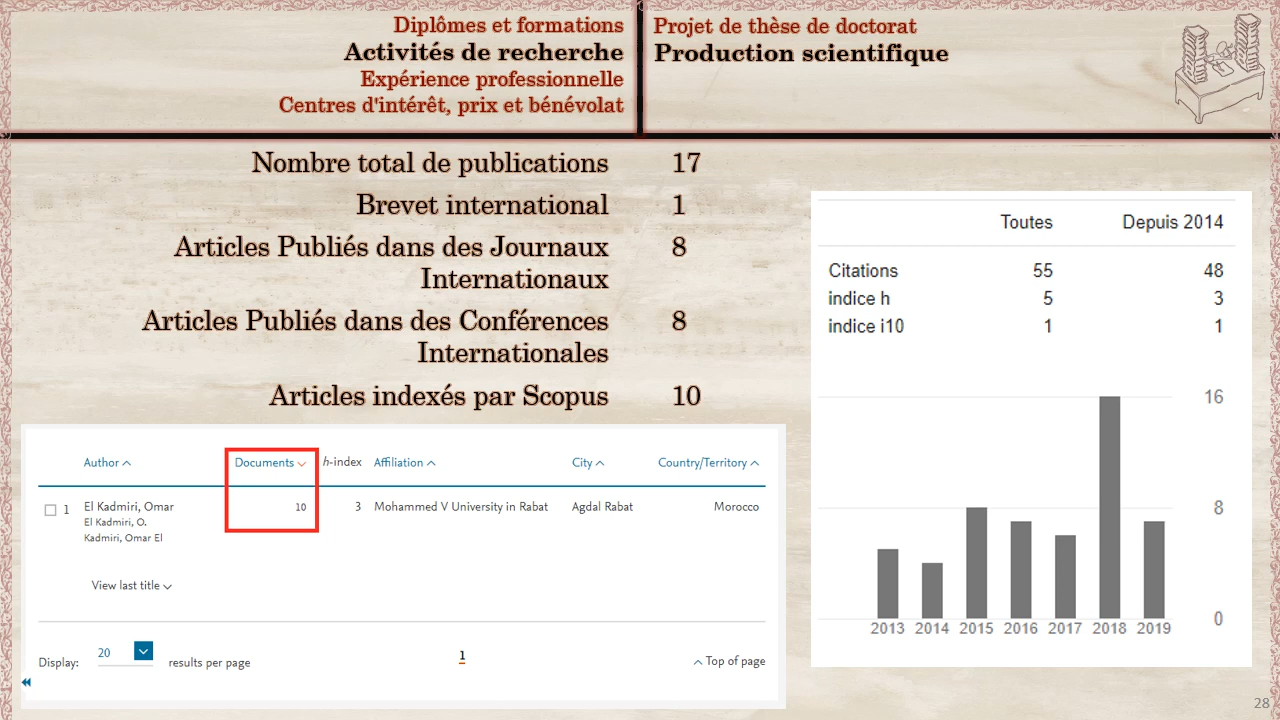 Diplômes et formations
Activités de recherche
Expérience professionnelle
Centres d'intérêt, prix et bénévolat
Projet de thèse de doctorat
Production scientifique
Nombre total de publications 17
Brevet international 1
Articles Publiés dans des Journaux 8
Internationaux
Articles Publiés dans des Conférences 8
Internationales
Articles indexés par Scopus 10
Author Documents h-index Affiliation City Country/Territory
1 El Kadmiri, Omar 10 3 Mohammed V University in Rabat Agdal Rabat Morocco
El Kadmiri, O.
Kadmiri, Omar El
View last title
Display: 20 results per page 1 Top of page
Toutes Depuis 2014
Citations 55 48
indice h 5 3
indice i10 1 1
16
8
0
2013 2014 2015 2016 2017 2018 2019
28